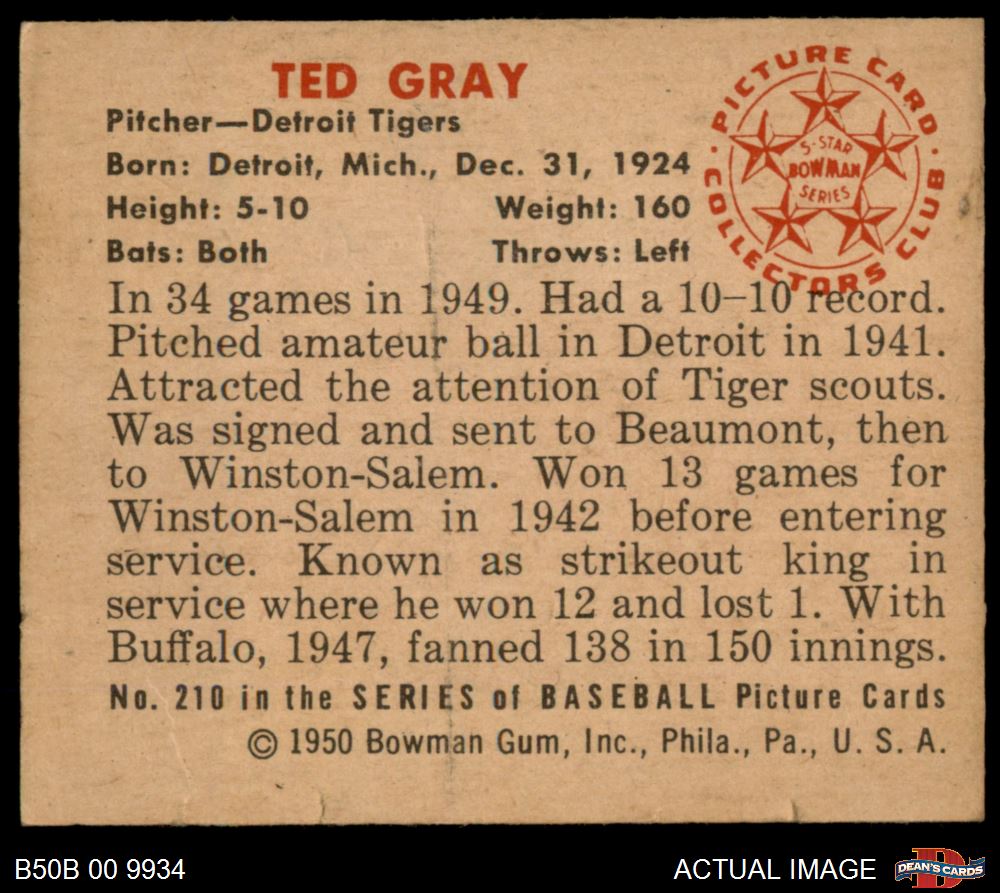 TED GRAY
Pitcher—Detroit Tigers
Born: Detroit, Mich., Dec. 31, 1924
Height: 5-10 Weight: 160
Bats: Both Throws: Left
PICTURE CARD
COLLECTORS CLUB
5-STAR
BOWMAN
SERIES
In 34 games in 1949. Had a 10–10 record.
Pitched amateur ball in Detroit in 1941.
Attracted the attention of Tiger scouts.
Was signed and sent to Beaumont, then
to Winston-Salem. Won 13 games for
Winston-Salem in 1942 before entering
service. Known as strikeout king in
service where he won 12 and lost 1. With
Buffalo, 1947, fanned 138 in 150 innings.
No. 210 in the SERIES of BASEBALL Picture Cards
© 1950 Bowman Gum, Inc., Phila., Pa., U. S. A.
B50B 00 9934
ACTUAL IMAGE
D
DEAN'S CARDS